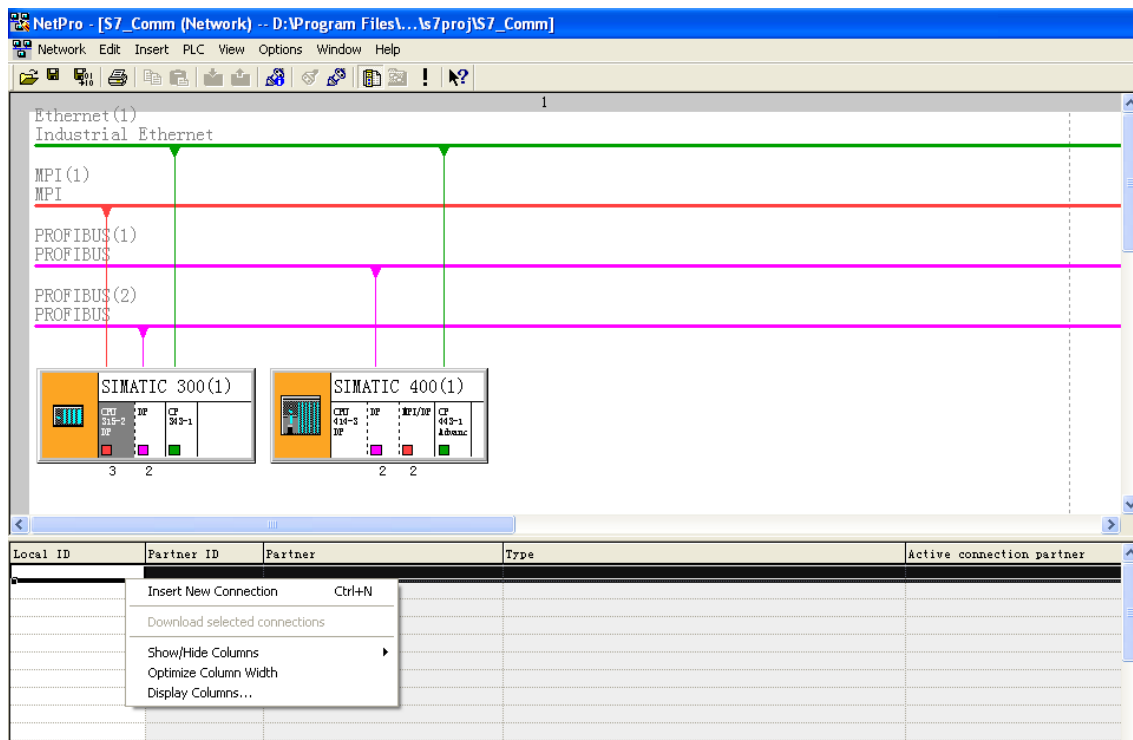 NetPro - [S7_Comm (Network) -- D:\Program Files\...\s7proj\S7_Comm]
Network Edit Insert PLC View Options Window Help
1
Ethernet(1)
Industrial Ethernet
MPI(1)
MPI
PROFIBUS(1)
PROFIBUS
PROFIBUS(2)
PROFIBUS
SIMATIC 300(1)
CPU 315-2 DP
DP
CP 343-1
3 2
SIMATIC 400(1)
CPU 414-3 DP
DP
MPI/DP
CP 443-1 Advanc
2 2
Local ID Partner ID Partner Type Active connection partner
Insert New Connection Ctrl+N
Download selected connections
Show/Hide Columns
Optimize Column Width
Display Columns...